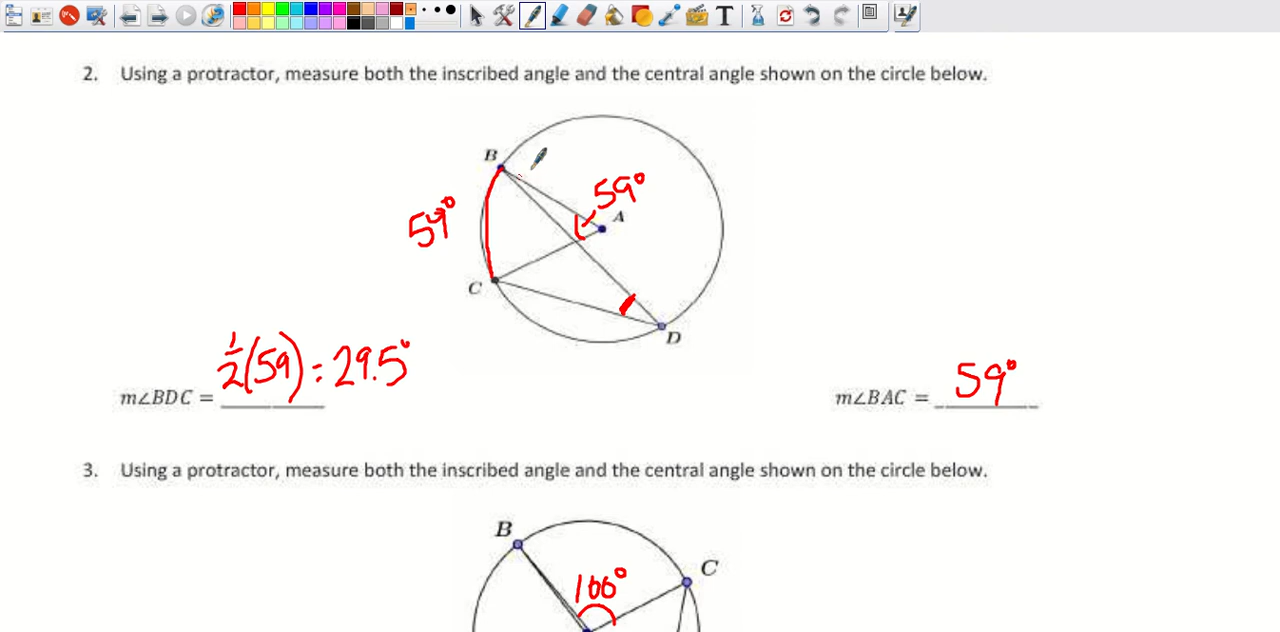 T
2. Using a protractor, measure both the inscribed angle and the central angle shown on the circle below.
B
59°
A
59°
C
D
1/2(59) = 29.5°
m∠BDC = ________
59°
m∠BAC = ________
3. Using a protractor, measure both the inscribed angle and the central angle shown on the circle below.
B
C
100°